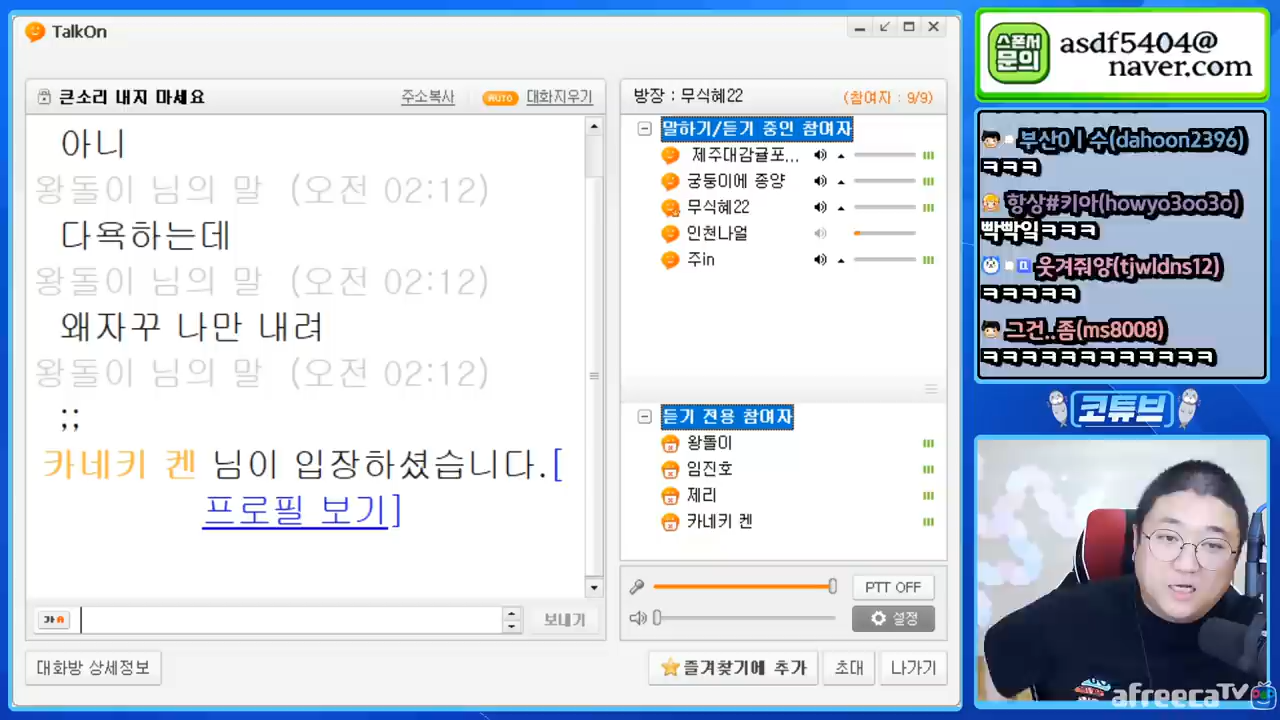 TalkOn
큰소리 내지 마세요
주소복사
AUTO
대화지우기
아니
왕돌이 님의 말 (오전 02:12)
다욕하는데
왕돌이 님의 말 (오전 02:12)
왜자꾸 나만 내려
왕돌이 님의 말 (오전 02:12)
;;
카네키 켄 님이 입장하셨습니다.[
프로필 보기]
가A
보내기
대화방 상세정보
방장 : 무식혜22
(참여자 : 9/9)
말하기/듣기 중인 참여자
제주대감귤포...
궁둥이에 종양
무식혜22
인천나얼
주in
듣기 전용 참여자
왕돌이
임진호
제리
카네키 켄
PTT OFF
설정
즐겨찾기에 추가
초대
나가기
스폰서
문의
asdf5404@
naver.com
부산0ㅣ수(dahoon2396)
ㅋㅋㅋ
항상#키아(howyo3oo3o)
빡빡일ㅋㅋㅋ
웃겨줘양(tjwldns12)
ㅋㅋㅋㅋㅋ
그건..좀(ms8008)
ㅋㅋㅋㅋㅋㅋㅋㅋㅋㅋㅋㅋ
코튜브
afreecaTV